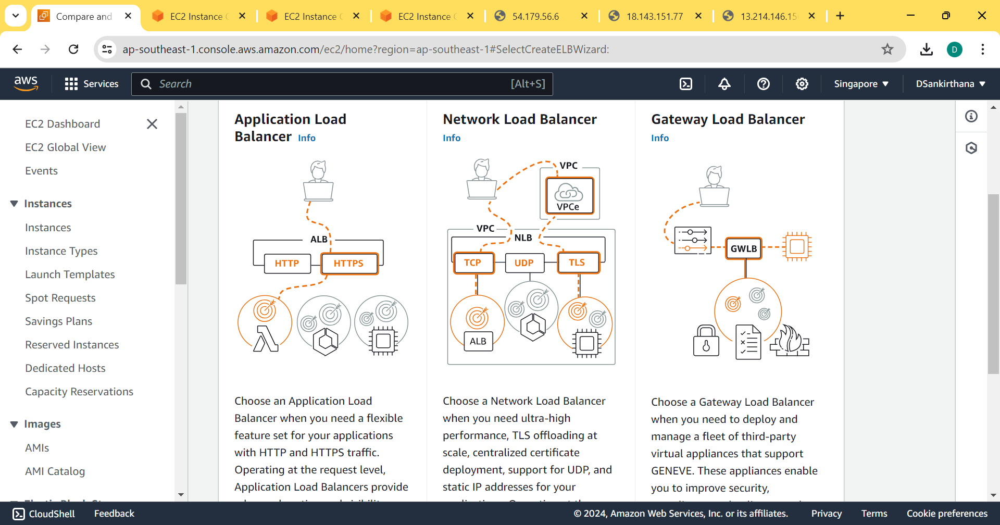 Compare and
EC2 Instance
EC2 Instance
EC2 Instance
54.179.56.6
18.143.151.77
13.214.146.15
ap-southeast-1.console.aws.amazon.com/ec2/home?region=ap-southeast-1#SelectCreateELBWizard:
D
aws
Services
Search
[Alt+S]
Singapore
DSankirthana
EC2 Dashboard
EC2 Global View
Events
Instances
Instances
Instance Types
Launch Templates
Spot Requests
Savings Plans
Reserved Instances
Dedicated Hosts
Capacity Reservations
Images
AMIs
AMI Catalog
Application Load
Balancer Info
ALB
HTTP
HTTPS
Choose an Application Load
Balancer when you need a flexible
feature set for your applications
with HTTP and HTTPS traffic.
Operating at the request level,
Application Load Balancers provide
Network Load Balancer
Info
VPC
VPCe
VPC
NLB
TCP
UDP
TLS
ALB
Choose a Network Load Balancer
when you need ultra-high
performance, TLS offloading at
scale, centralized certificate
deployment, support for UDP, and
static IP addresses for your
Gateway Load Balancer
Info
GWLB
Choose a Gateway Load Balancer
when you need to deploy and
manage a fleet of third-party
virtual appliances that support
GENEVE. These appliances enable
you to improve security,
CloudShell
Feedback
© 2024, Amazon Web Services, Inc. or its affiliates.
Privacy
Terms
Cookie preferences